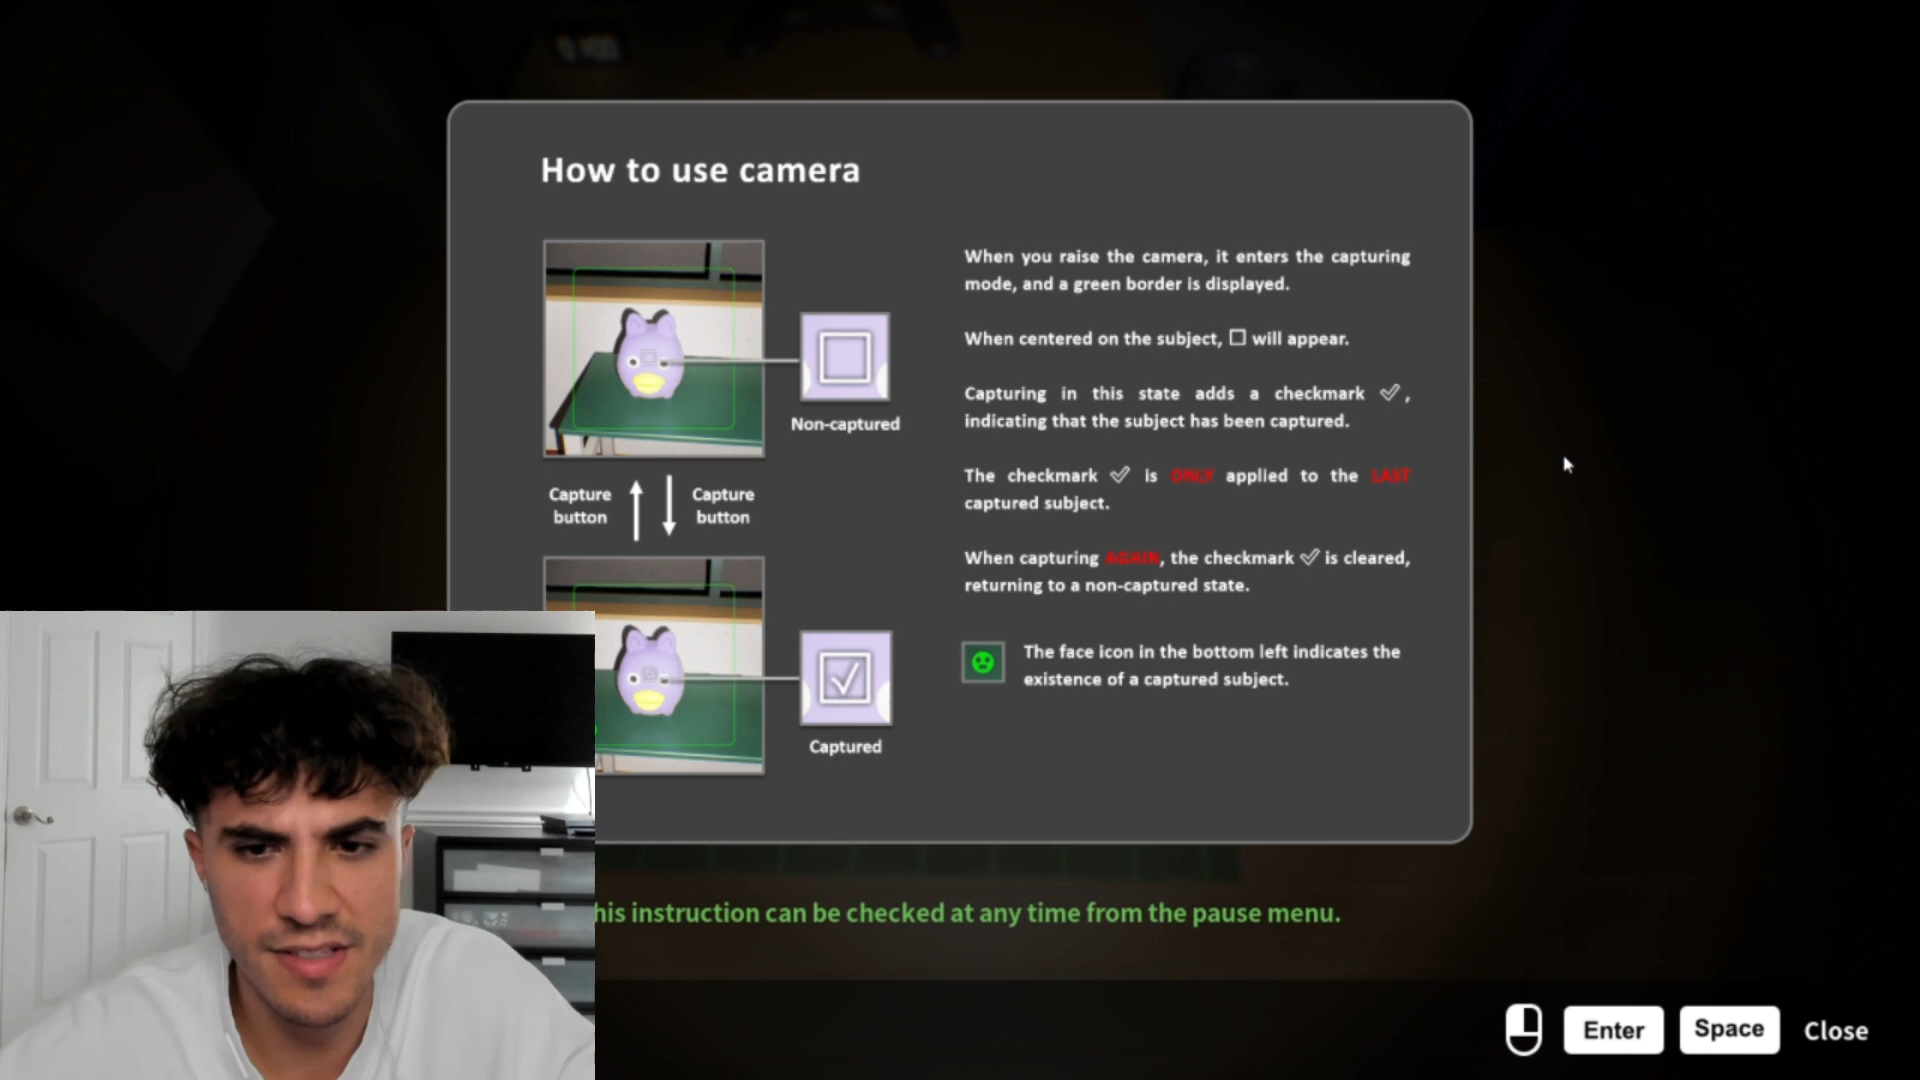 How to use camera
When you raise the camera, it enters the capturing
mode, and a green border is displayed.
When centered on the subject, will appear.
Non-captured
Capturing in this state adds a checkmark ,
indicating that the subject has been captured.
The checkmark is ONLY applied to the LAST
captured subject.
Capture
button
Capture
button
When capturing AGAIN, the checkmark is cleared,
returning to a non-captured state.
The face icon in the bottom left indicates the
existence of a captured subject.
Captured
his instruction can be checked at any time from the pause menu.
Enter Space Close